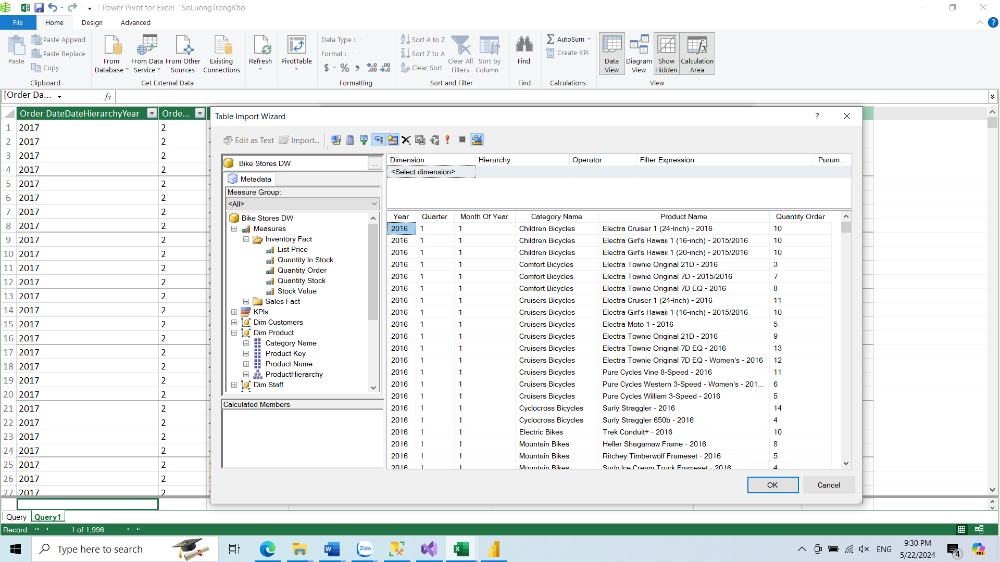 Power Pivot for Excel - SoLuongTrongKho
File
Home
Design
Advanced
Paste
Paste Append
Paste Replace
Copy
Clipboard
From Database
From Data Service
From Other Sources
Existing Connections
Get External Data
Refresh
PivotTable
Data Type :
Format :
$ % ,
Formatting
Sort A to Z
Sort Z to A
Clear Sort
Clear All Filters
Sort by Column
Sort and Filter
Find
Find
AutoSum
Create KPI
Calculations
Data View
Diagram View
Show Hidden
Calculation Area
View
[Order Da...
fx
Order DateDateHierarchyYear
Orde...
1 2017 2
2 2017 2
3 2017 2
4 2017 2
5 2017 2
6 2017 2
7 2017 2
8 2017 2
9 2017 2
10 2017 2
11 2017 2
12 2017 2
13 2017 2
14 2017 2
15 2017 2
16 2017 2
17 2017 2
18 2017 2
19 2017 2
20 2017 2
21 2017 2
22 2017 2
23 2017 2
24 2017 2
25 2017 2
26 2017 2
27 2017 2
Table Import Wizard
?
Edit as Text
Import...
Bike Stores DW
...
Metadata
Measure Group:
<All>
Bike Stores DW
Measures
Inventory Fact
List Price
Quantity In Stock
Quantity Order
Quantity Stock
Stock Value
Sales Fact
KPIs
Dim Customers
Dim Product
Category Name
Product Key
Product Name
ProductHierarchy
Dim Staff
Calculated Members
Dimension Hierarchy Operator Filter Expression Param...
<Select dimension>
Year Quarter Month Of Year Category Name Product Name Quantity Order
2016 1 1 Children Bicycles Electra Cruiser 1 (24-Inch) - 2016 10
2016 1 1 Children Bicycles Electra Girl's Hawaii 1 (16-inch) - 2015/2016 10
2016 1 1 Children Bicycles Electra Girl's Hawaii 1 (20-inch) - 2015/2016 10
2016 1 1 Comfort Bicycles Electra Townie Original 21D - 2016 3
2016 1 1 Comfort Bicycles Electra Townie Original 7D - 2015/2016 7
2016 1 1 Comfort Bicycles Electra Townie Original 7D EQ - 2016 8
2016 1 1 Cruisers Bicycles Electra Cruiser 1 (24-Inch) - 2016 11
2016 1 1 Cruisers Bicycles Electra Girl's Hawaii 1 (16-inch) - 2015/2016 10
2016 1 1 Cruisers Bicycles Electra Moto 1 - 2016 5
2016 1 1 Cruisers Bicycles Electra Townie Original 21D - 2016 9
2016 1 1 Cruisers Bicycles Electra Townie Original 7D EQ - 2016 13
2016 1 1 Cruisers Bicycles Electra Townie Original 7D EQ - Women's - 2016 12
2016 1 1 Cruisers Bicycles Pure Cycles Vine 8-Speed - 2016 11
2016 1 1 Cruisers Bicycles Pure Cycles Western 3-Speed - Women's - 201... 6
2016 1 1 Cruisers Bicycles Pure Cycles William 3-Speed - 2016 5
2016 1 1 Cyclocross Bicycles Surly Straggler - 2016 14
2016 1 1 Cyclocross Bicycles Surly Straggler 650b - 2016 4
2016 1 1 Electric Bikes Trek Conduit+ - 2016 10
2016 1 1 Mountain Bikes Heller Shagamaw Frame - 2016 8
2016 1 1 Mountain Bikes Ritchey Timberwolf Frameset - 2016 5
2016 1 1 Mountain Bikes Surly Ice Cream Truck Frameset - 2016 4
OK
Cancel
Query
Query1
Record: 1 of 1,996
Type here to search
Zalo
ENG
9:30 PM
5/22/2024
4
PRE